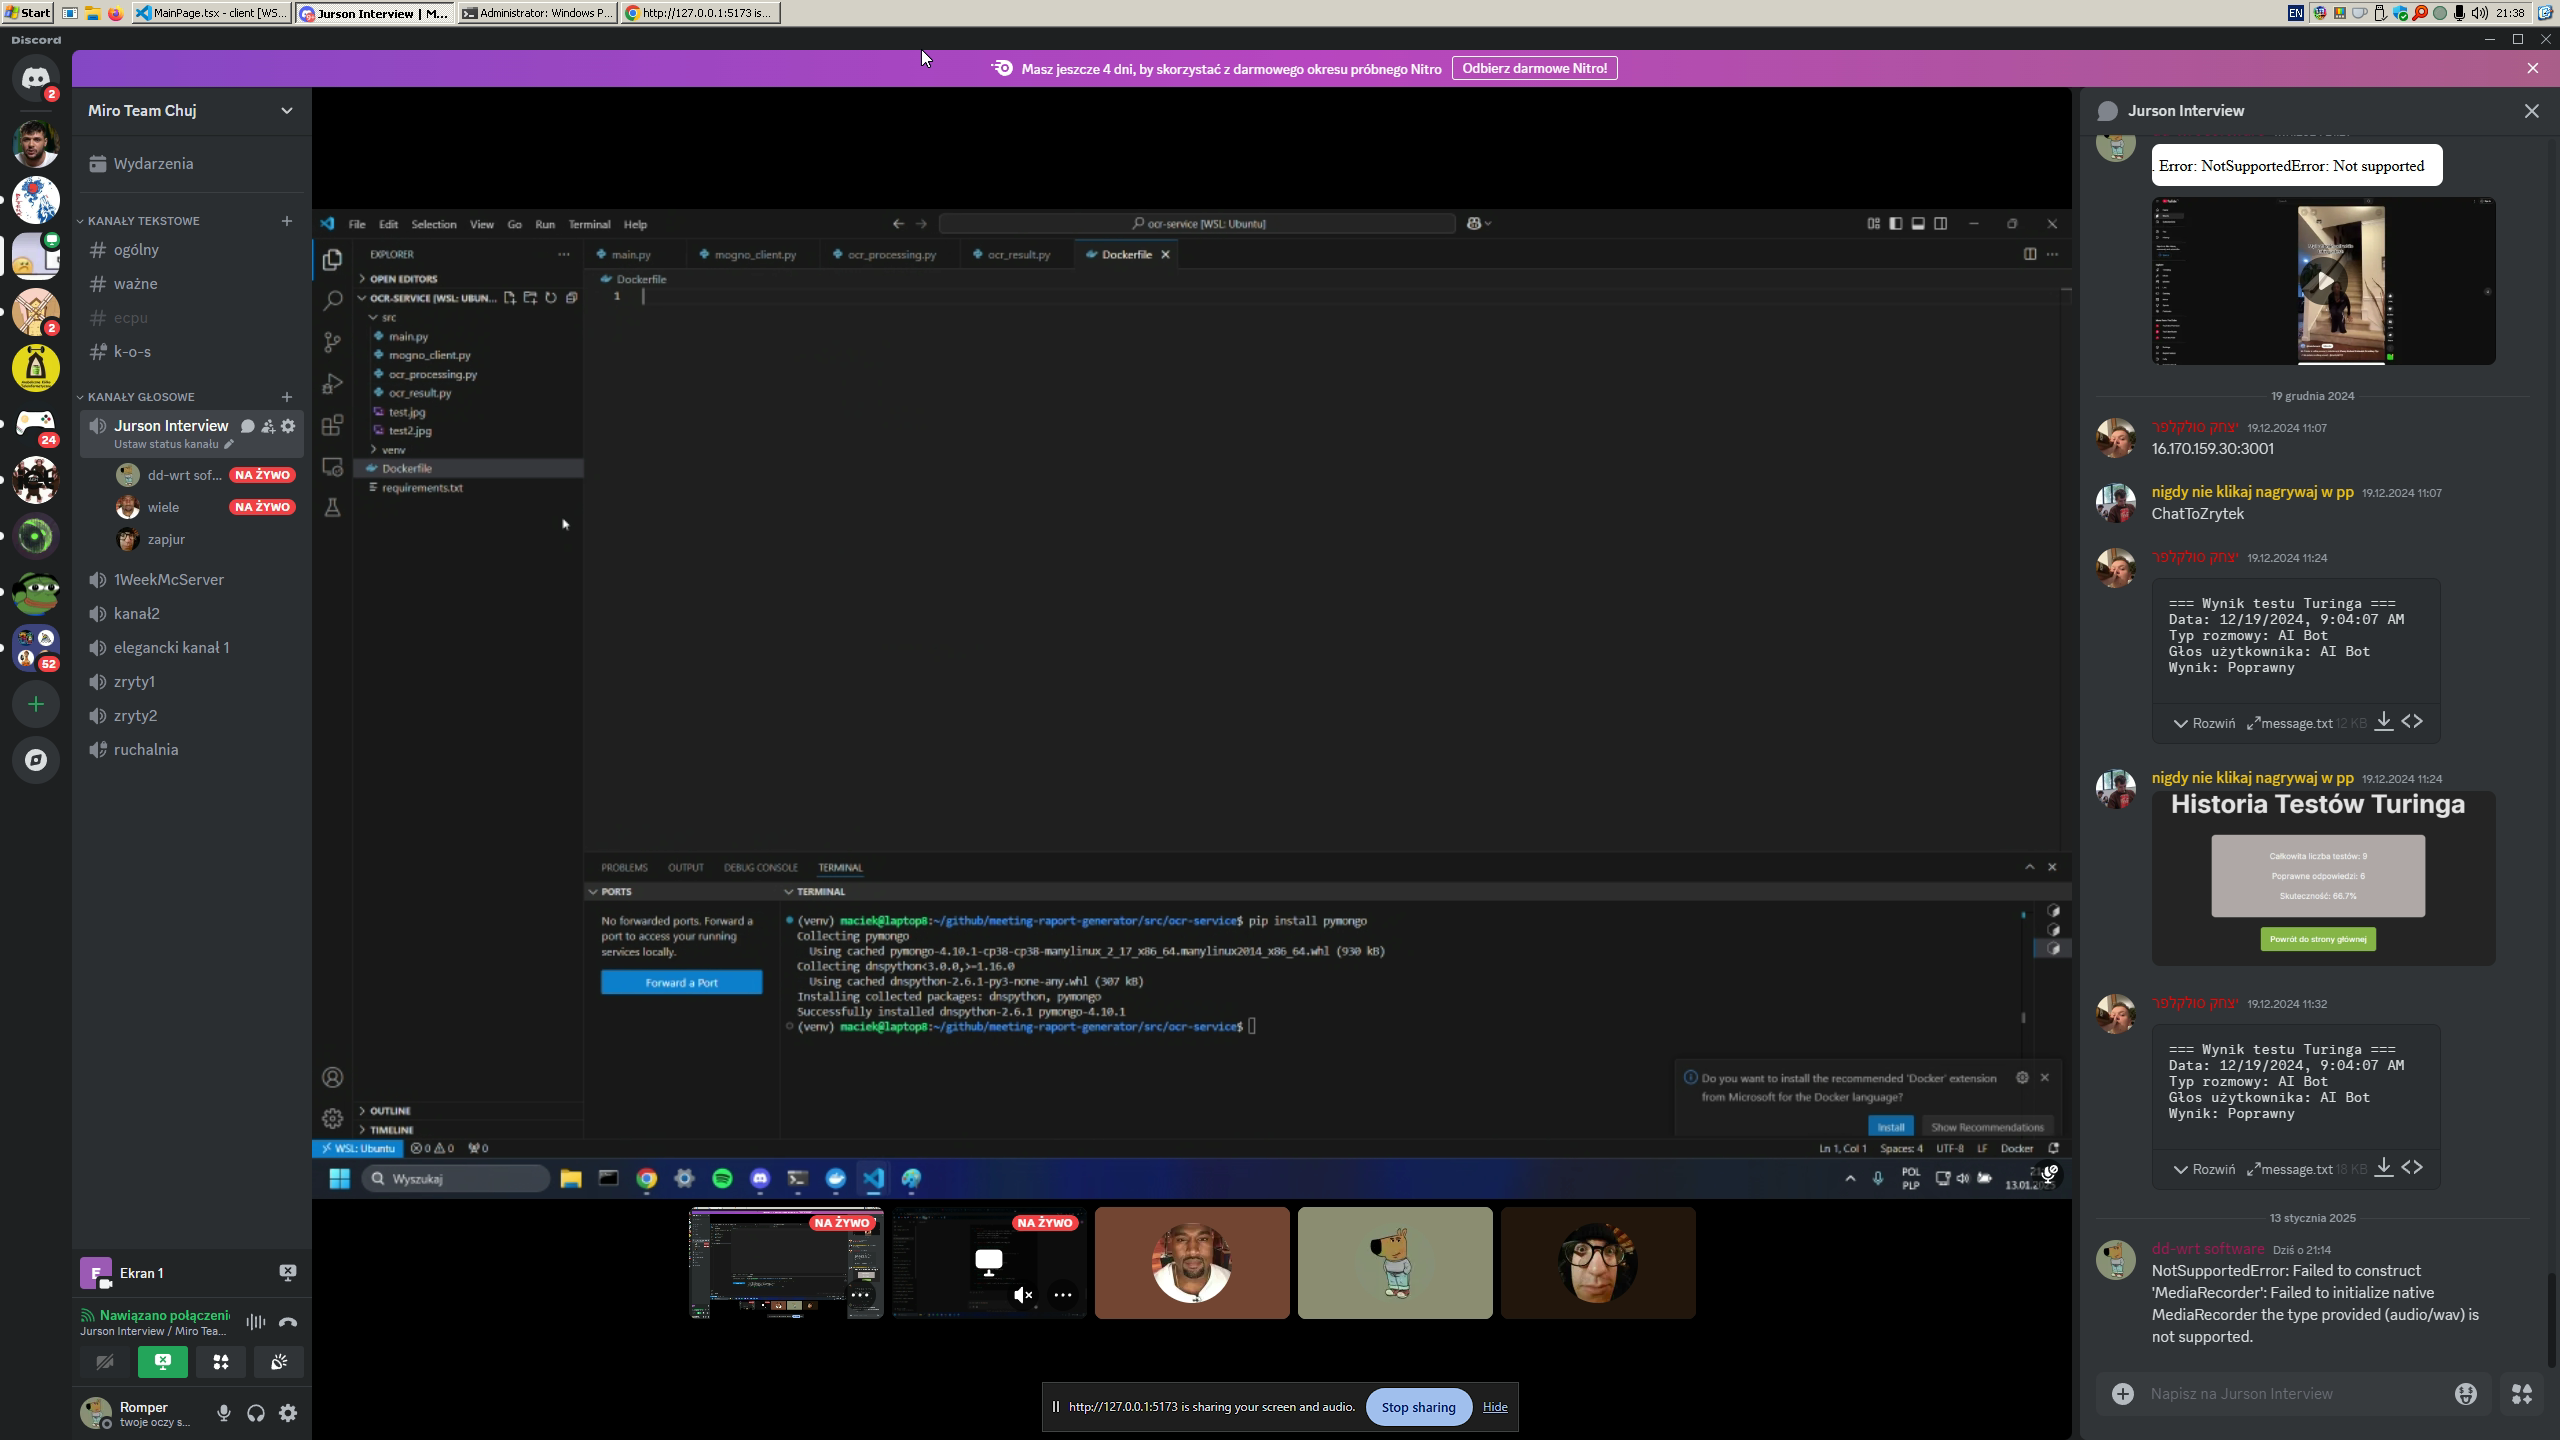 Start
MainPage.tsx - client [WS...
Jurson Interview | M...
Administrator: Windows P...
http://127.0.0.1:5173 is...
EN
21:38
Discord
Masz jeszcze 4 dni, by skorzystać z darmowego okresu próbnego Nitro
Odbierz darmowe Nitro!
2
2
24
52
Miro Team Chuj
Wydarzenia
KANAŁY TEKSTOWE
ogólny
ważne
ecpu
k-o-s
KANAŁY GŁOSOWE
Jurson Interview
Ustaw status kanału
dd-wrt sof... NA ŻYWO
wiele NA ŻYWO
zapjur
1WeekMcServer
kanał2
elegancki kanał 1
zryty1
zryty2
ruchalnia
E
Ekran 1
Nawiązano połączeni
Jurson Interview / Miro Tea...
Romper
twoje oczy s...
File Edit Selection View Go Run Terminal Help
ocr-service [WSL: Ubuntu]
EXPLORER
main.py
mogno_client.py
ocr_processing.py
ocr_result.py
Dockerfile
OPEN EDITORS
Dockerfile
OCR-SERVICE [WSL: UBUN...
1
src
main.py
mogno_client.py
ocr_processing.py
ocr_result.py
test.jpg
test2.jpg
venv
Dockerfile
requirements.txt
OUTLINE
TIMELINE
PROBLEMS OUTPUT DEBUG CONSOLE TERMINAL
PORTS
No forwarded ports. Forward a
port to access your running
services locally.
Forward a Port
TERMINAL
(venv) maciek@laptop8:~/github/meeting-raport-generator/src/ocr-service$ pip install pymongo
Collecting pymongo
Using cached pymongo-4.10.1-cp38-cp38-manylinux_2_17_x86_64.manylinux2014_x86_64.whl (930 kB)
Collecting dnspython<3.0.0,>=1.16.0
Using cached dnspython-2.6.1-py3-none-any.whl (307 kB)
Installing collected packages: dnspython, pymongo
Successfully installed dnspython-2.6.1 pymongo-4.10.1
(venv) maciek@laptop8:~/github/meeting-raport-generator/src/ocr-service$
Do you want to install the recommended 'Docker' extension
from Microsoft for the Docker language?
Install
Show Recommendations
WSL: Ubuntu
0 0
0
Ln 1, Col 1 Spaces: 4 UTF-8 LF Docker
Wyszukaj
POL
PLP
NA ŻYWO
NA ŻYWO
http://127.0.0.1:5173 is sharing your screen and audio.
Stop sharing
Hide
Jurson Interview
. Error: NotSupportedError: Not supported
19 grudnia 2024
יצחק סולקלפר 19.12.2024 11:07
16.170.159.30:3001
nigdy nie klikaj nagrywaj w pp 19.12.2024 11:07
ChatToZrytek
יצחק סולקלפר 19.12.2024 11:24
=== Wynik testu Turinga ===
Data: 12/19/2024, 9:04:07 AM
Typ rozmowy: AI Bot
Głos użytkownika: AI Bot
Wynik: Poprawny
Rozwiń message.txt 12 KB
nigdy nie klikaj nagrywaj w pp 19.12.2024 11:24
Historia Testów Turinga
Całkowita liczba testów: 9
Poprawne odpowiedzi: 6
Skuteczność: 66.7%
Powrót do strony głównej
יצחק סולקלפר 19.12.2024 11:32
=== Wynik testu Turinga ===
Data: 12/19/2024, 9:04:07 AM
Typ rozmowy: AI Bot
Głos użytkownika: AI Bot
Wynik: Poprawny
Rozwiń message.txt 18 KB
13 stycznia 2025
dd-wrt software Dziś o 21:14
NotSupportedError: Failed to construct
'MediaRecorder': Failed to initialize native
MediaRecorder the type provided (audio/wav) is
not supported.
Napisz na Jurson Interview